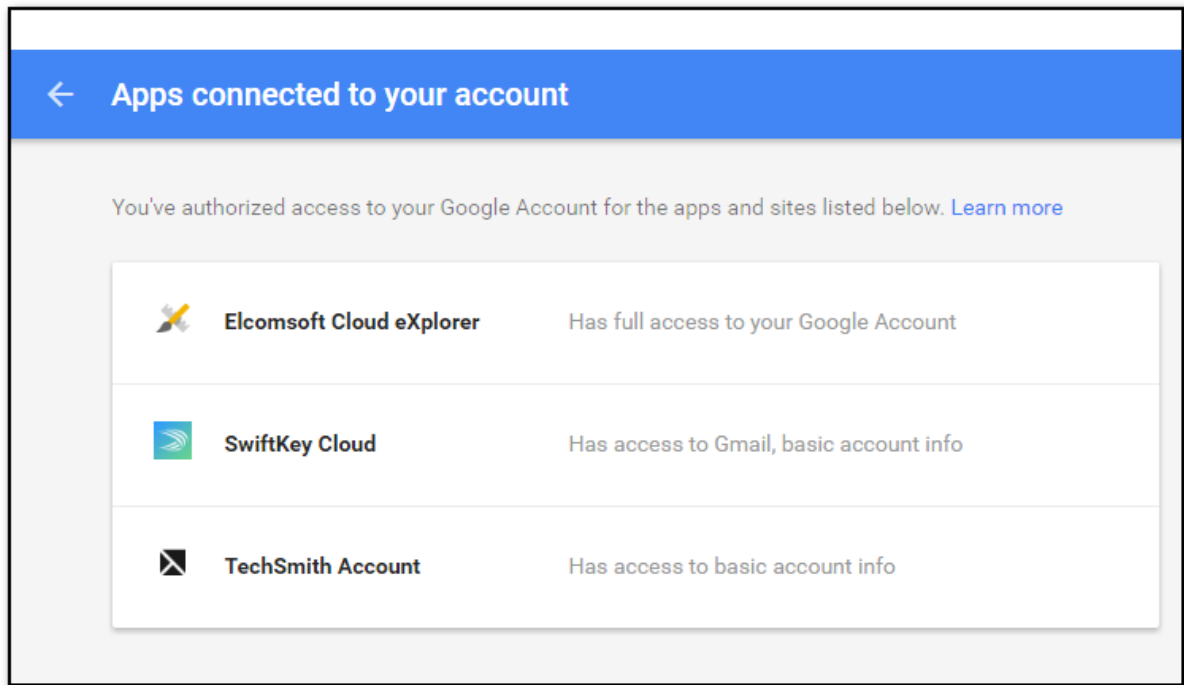 Apps connected to your account
You've authorized access to your Google Account for the apps and sites listed below. Learn more
Elcomsoft Cloud eXplorer Has full access to your Google Account
SwiftKey Cloud Has access to Gmail, basic account info
TechSmith Account Has access to basic account info